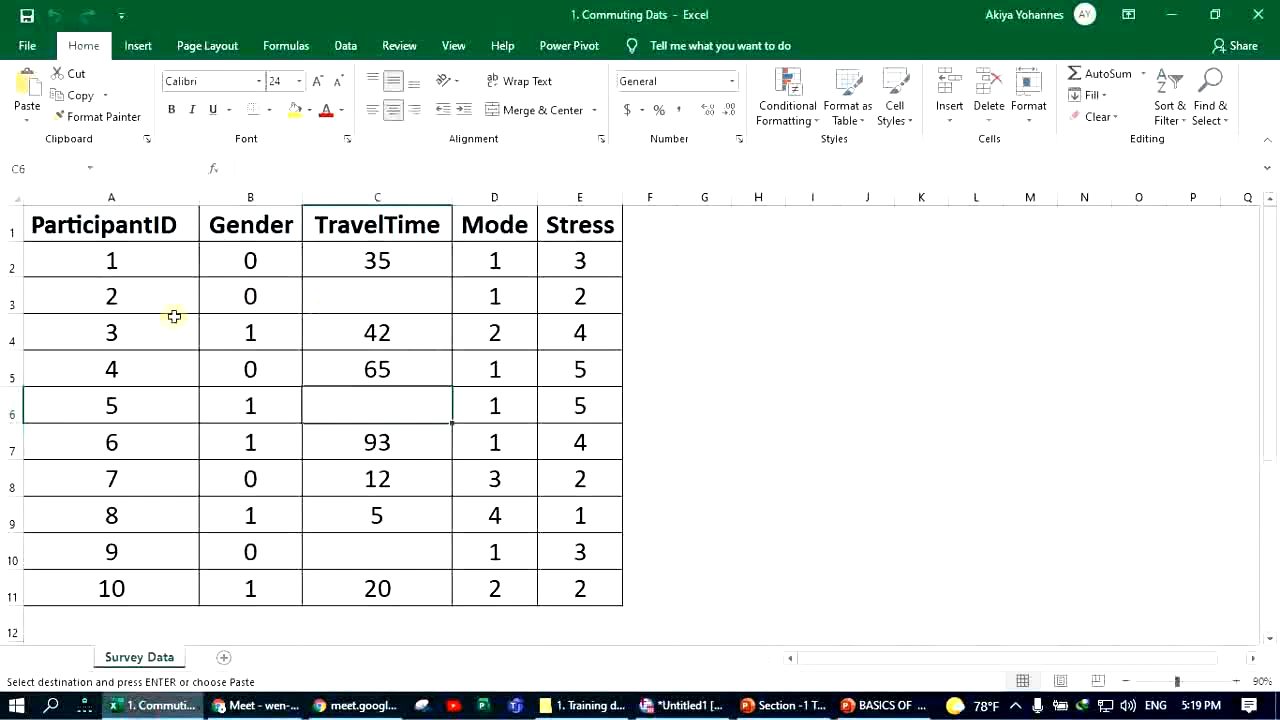 1. Commuting Dats - Excel
Akiya Yohannes AY
File Home Insert Page Layout Formulas Data Review View Help Power Pivot Tell me what you want to do Share
Paste Cut Copy Format Painter Clipboard
Calibri 24 B I U A Font
ab Wrap Text Merge & Center Alignment
General $ % Number
Conditional Formatting Format as Table Cell Styles Styles
Insert Delete Format Cells
AutoSum Fill Clear Sort & Filter Find & Select Editing
C6 fx
A B C D E F G H I J K L M N O P Q
1 ParticipantID Gender TravelTime Mode Stress
2 1 0 35 1 3
3 2 0 1 2
4 3 1 42 2 4
5 4 0 65 1 5
6 5 1 1 5
7 6 1 93 1 4
8 7 0 12 3 2
9 8 1 5 4 1
10 9 0 1 3
11 10 1 20 2 2
12
Survey Data
Select destination and press ENTER or choose Paste 90%
1. Commuti... Meet - wen-... meet.googl... 1. Training d... *Untitled1 [... Section -1 T... BASICS OF ... 78°F ENG 5:19 PM